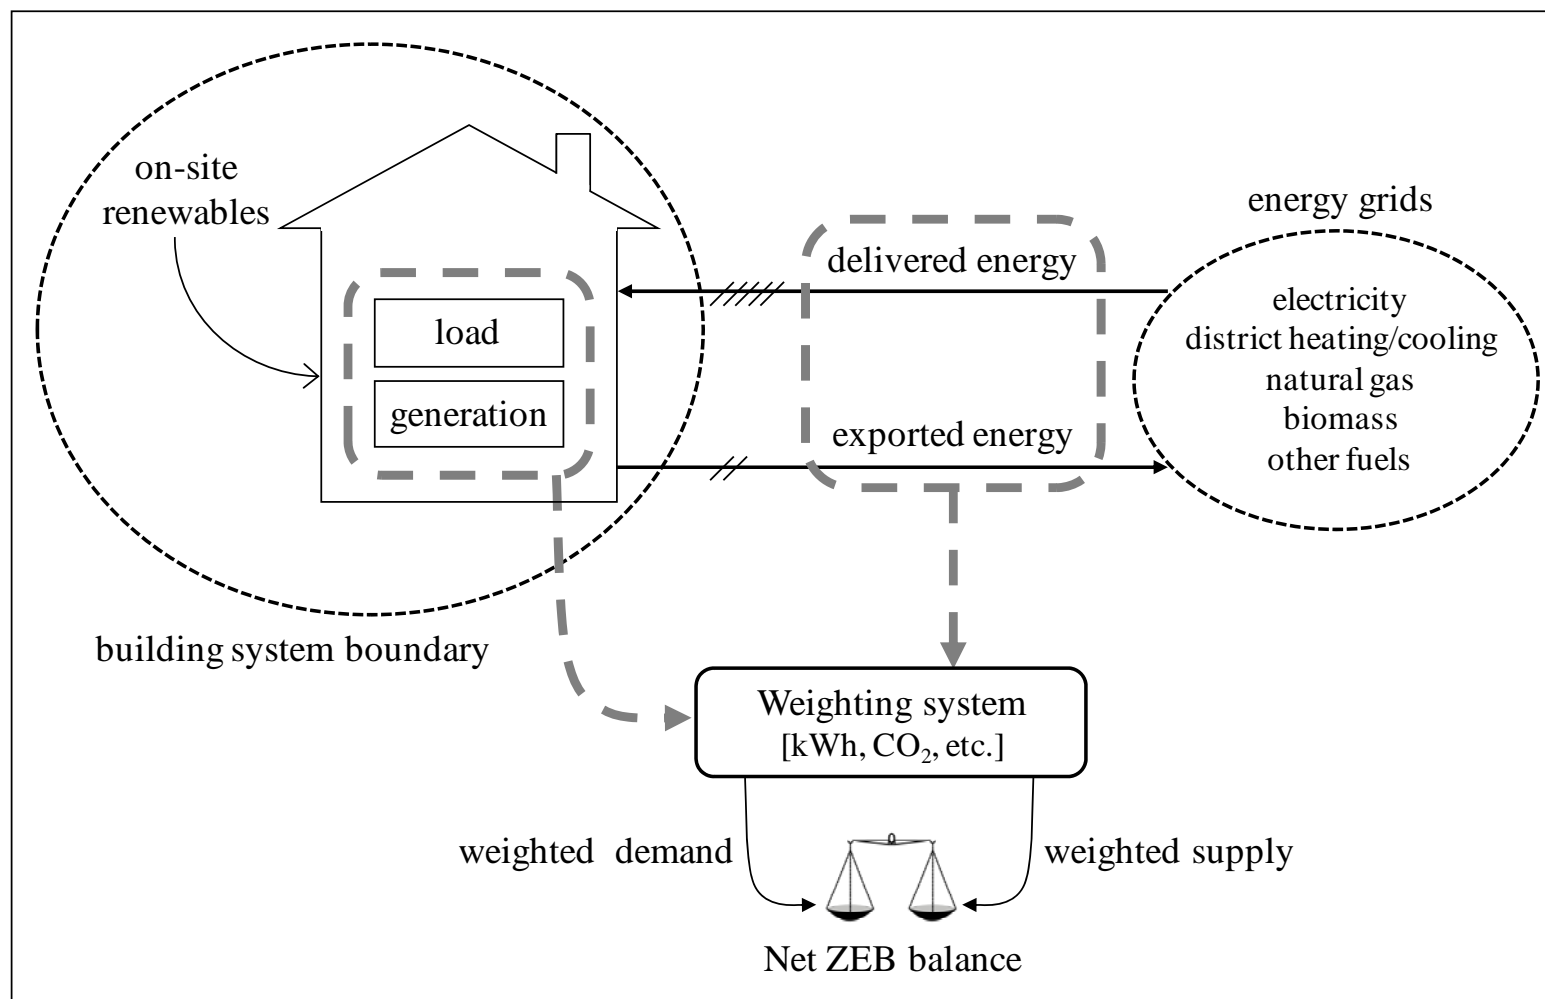 on-site
renewables
load
generation
building system boundary
delivered energy
exported energy
energy grids
electricity
district heating/cooling
natural gas
biomass
other fuels
Weighting system
[kWh, CO₂, etc.]
weighted demand
weighted supply
Net ZEB balance